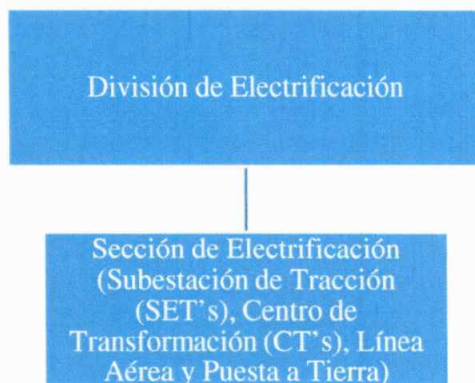 División de Electrificación
Sección de Electrificación
(Subestación de Tracción
(SET's), Centro de
Transformación (CT's), Línea
Aérea y Puesta a Tierra)